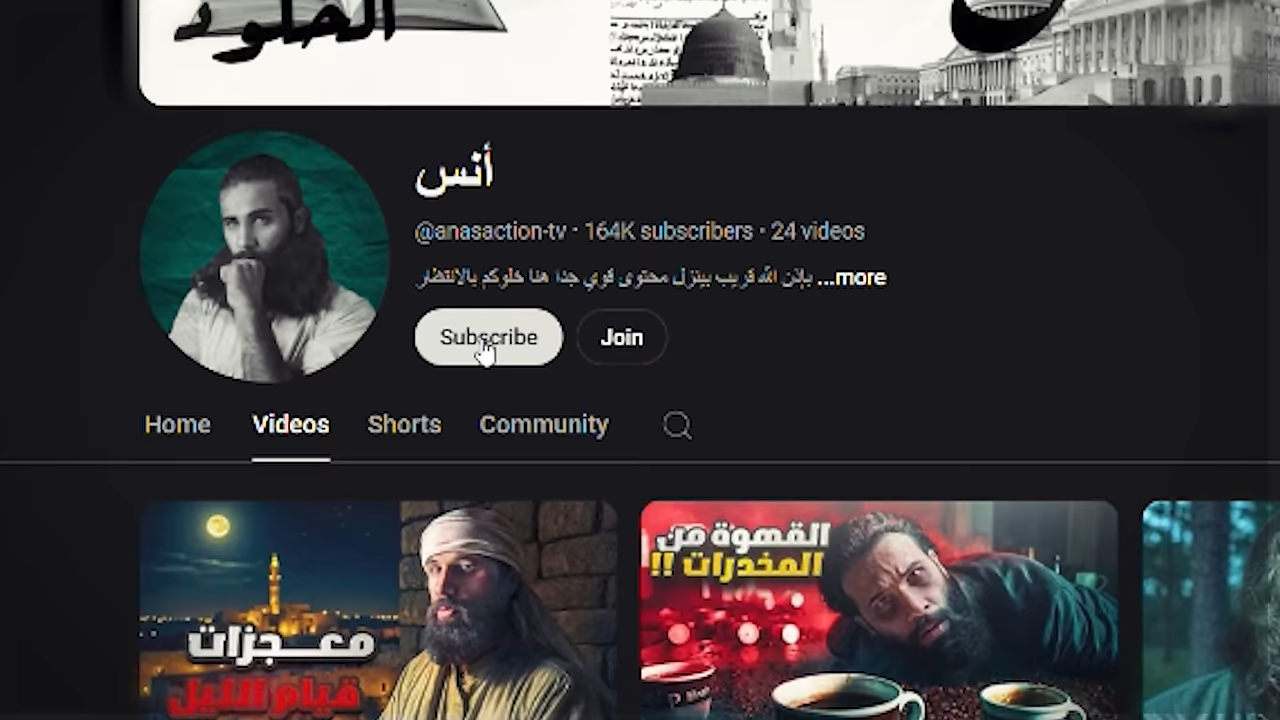 الخلود
أنس
@anasaction-tv · 164K subscribers · 24 videos
بإذن الله قريب بينزل محتوى قوي جدا هنا خلوكم بالانتظار ...more
Subscribe
Join
Home
Videos
Shorts
Community
معـجزات
قيام الليل
القهوة من
المخدرات !!